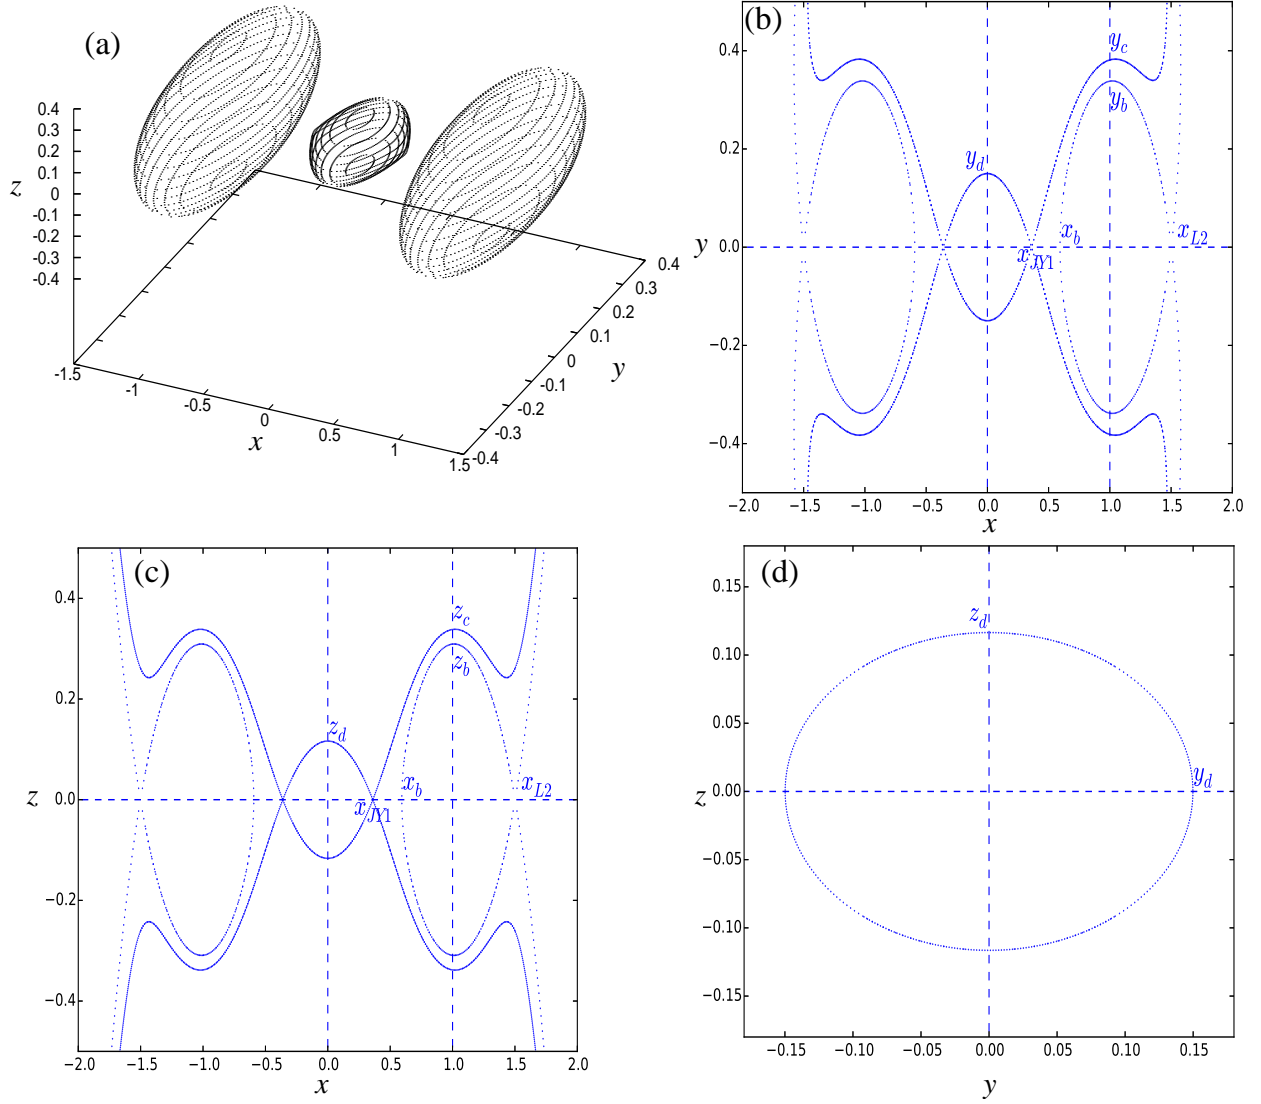 (a)
0.4
0.3
0.2
0.1
0
-0.1
-0.2
-0.3
-0.4
z
-1.5
-1
-0.5
0
0.5
1
1.5
x
-0.4
-0.3
-0.2
-0.1
0
0.1
0.2
0.3
0.4
y
(b)
0.4
0.2
0.0
−0.2
−0.4
y
y_c
y_b
y_d
x_b
x_L2
x_JY1
−2.0 −1.5 −1.0 −0.5 0.0 0.5 1.0 1.5 2.0
x
(c)
0.4
0.2
0.0
−0.2
−0.4
z
z_c
z_b
z_d
x_b
x_L2
x_JY1
−2.0 −1.5 −1.0 −0.5 0.0 0.5 1.0 1.5 2.0
x
(d)
0.15
0.10
0.05
0.00
−0.05
−0.10
−0.15
z
z_d
y_d
−0.15 −0.10 −0.05 0.00 0.05 0.10 0.15
y